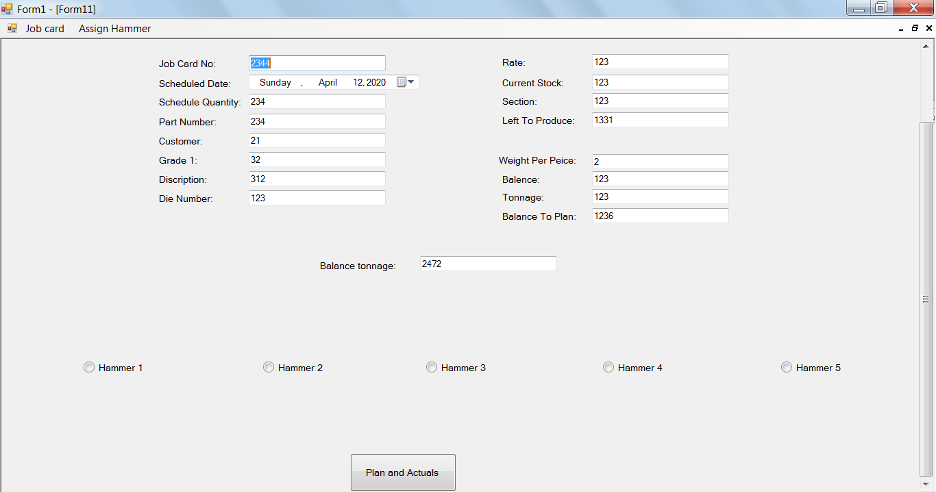 Form1 - [Form11]
Job card Assign Hammer
Job Card No: 2344
Scheduled Date: Sunday , April 12, 2020
Schedule Quantity: 234
Part Number: 234
Customer: 21
Grade 1: 32
Discription: 312
Die Number: 123
Rate: 123
Current Stock: 123
Section: 123
Left To Produce: 1331
Weight Per Peice: 2
Balence: 123
Tonnage: 123
Balance To Plan: 1236
Balance tonnage: 2472
Hammer 1 Hammer 2 Hammer 3 Hammer 4 Hammer 5
Plan and Actuals